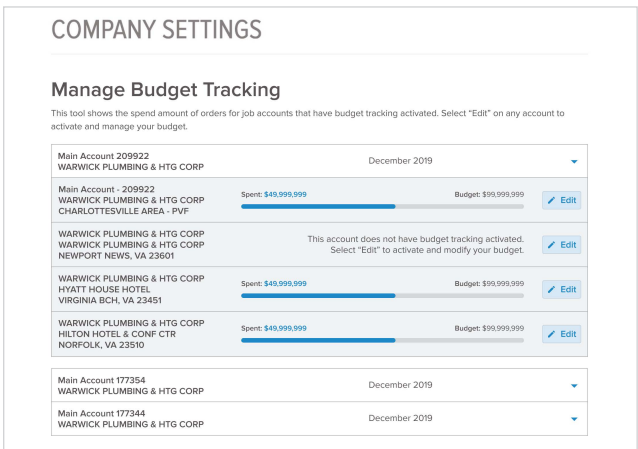 COMPANY SETTINGS
Manage Budget Tracking
This tool shows the spend amount of orders for job accounts that have budget tracking activated. Select “Edit” on any account to
activate and manage your budget.
Main Account 209922
WARWICK PLUMBING & HTG CORP
December 2019
Main Account - 209922
WARWICK PLUMBING & HTG CORP
CHARLOTTESVILLE AREA - PVF
Spent: $49,999,999
Budget: $99,999,999
Edit
WARWICK PLUMBING & HTG CORP
WARWICK PLUMBING & HTG CORP
NEWPORT NEWS, VA 23601
This account does not have budget tracking activated.
Select “Edit” to activate and modify your budget.
Edit
WARWICK PLUMBING & HTG CORP
HYATT HOUSE HOTEL
VIRGINIA BCH, VA 23451
Spent: $49,999,999
Budget: $99,999,999
Edit
WARWICK PLUMBING & HTG CORP
HILTON HOTEL & CONF CTR
NORFOLK, VA 23510
Spent: $49,999,999
Budget: $99,999,999
Edit
Main Account 177354
WARWICK PLUMBING & HTG CORP
December 2019
Main Account 177344
WARWICK PLUMBING & HTG CORP
December 2019